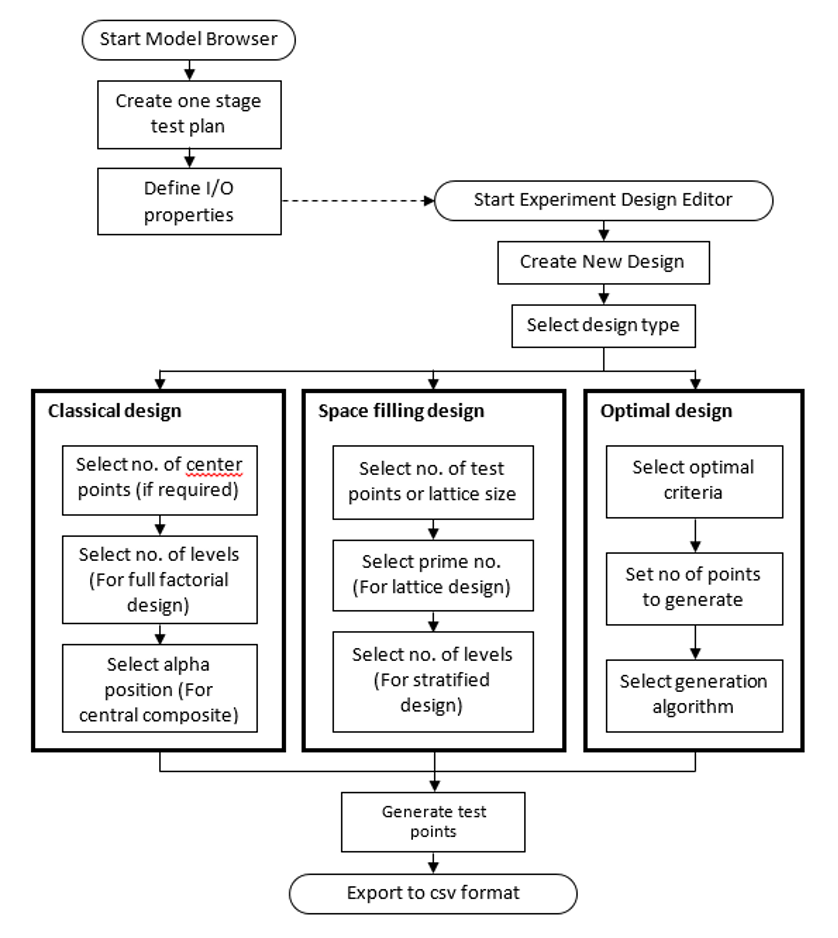 Start Model Browser
Create one stage
test plan
Define I/O
properties
Start Experiment Design Editor
Create New Design
Select design type
Classical design
Select no. of center
points (if required)
Select no. of levels
(For full factorial
design)
Select alpha
position (For
central composite)
Space filling design
Select no. of test
points or lattice size
Select prime no.
(For lattice design)
Select no. of levels
(For stratified
design)
Optimal design
Select optimal
criteria
Set no of points
to generate
Select generation
algorithm
Generate test
points
Export to csv format